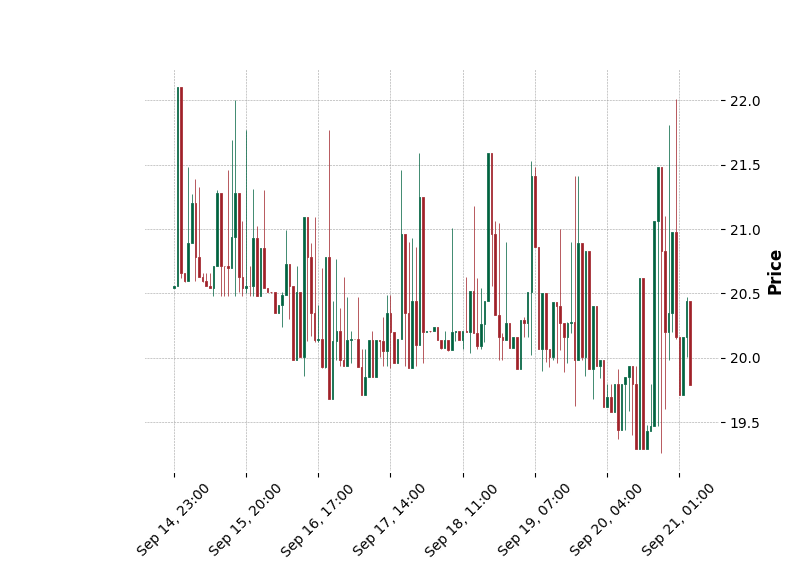 22.0
21.5
21.0
20.5
20.0
19.5
Price
Sep 14, 23:00
Sep 15, 20:00
Sep 16, 17:00
Sep 17, 14:00
Sep 18, 11:00
Sep 19, 07:00
Sep 20, 04:00
Sep 21, 01:00